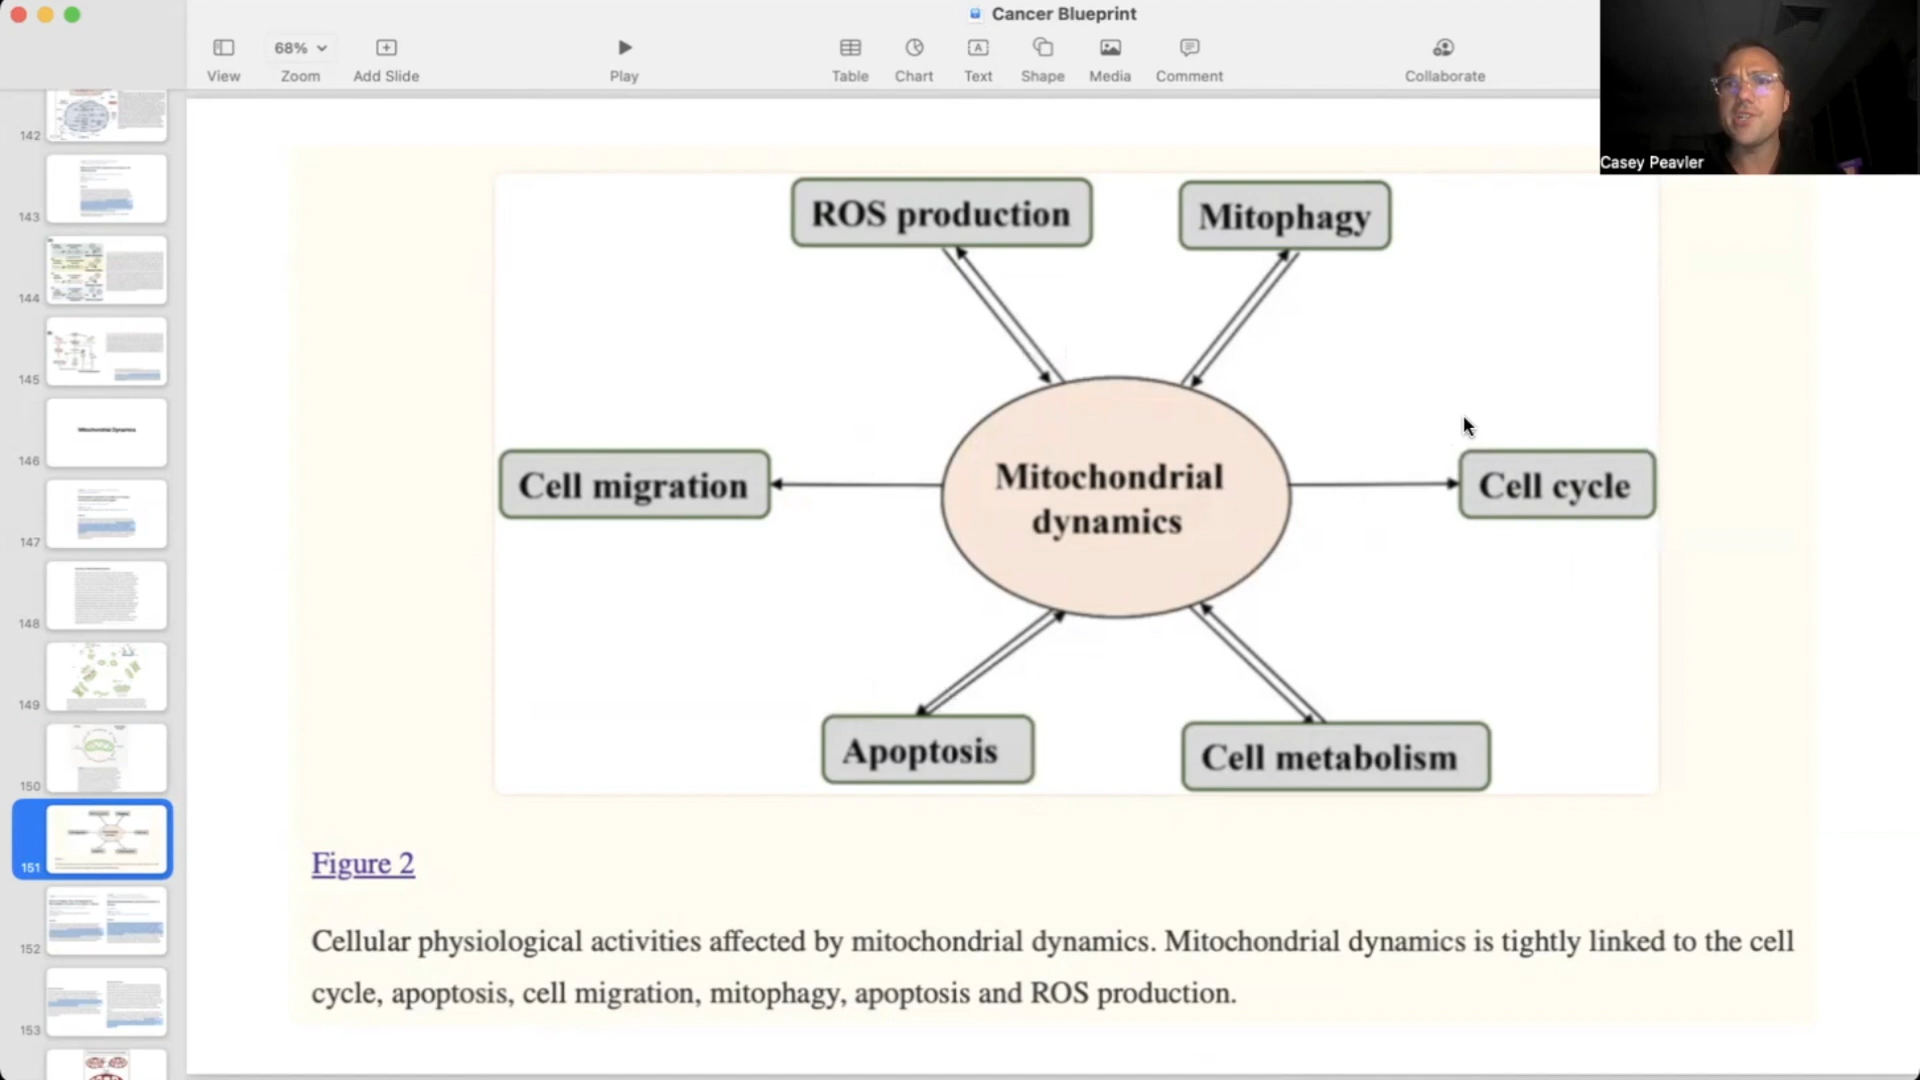 Cancer Blueprint
68%
View
Zoom
Add Slide
Play
Table
Chart
Text
Shape
Media
Comment
Collaborate
Casey Peavler
142
143
144
145
146
Mitochondrial Dynamics
147
148
149
150
151
152
153
ROS production
Mitophagy
Cell migration
Mitochondrial
dynamics
Cell cycle
Apoptosis
Cell metabolism
Figure 2
Cellular physiological activities affected by mitochondrial dynamics. Mitochondrial dynamics is tightly linked to the cell
cycle, apoptosis, cell migration, mitophagy, apoptosis and ROS production.